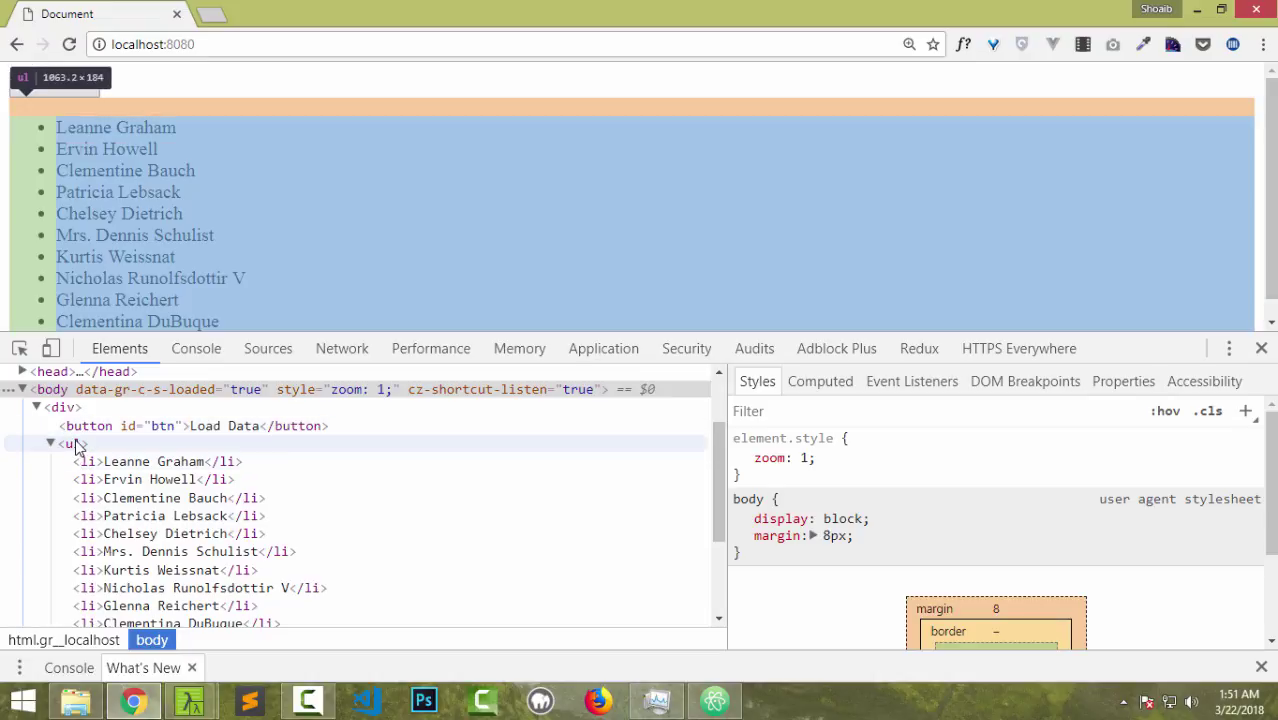 Document
Shoaib
localhost:8080
f?
ul 1063.2×184
Leanne Graham
Ervin Howell
Clementine Bauch
Patricia Lebsack
Chelsey Dietrich
Mrs. Dennis Schulist
Kurtis Weissnat
Nicholas Runolfsdottir V
Glenna Reichert
Clementina DuBuque
Elements Console Sources Network Performance Memory Application Security Audits Adblock Plus Redux HTTPS Everywhere
<head>…</head>
<body data-gr-c-s-loaded="true" style="zoom: 1;" cz-shortcut-listen="true"> == $0
<div>
<button id="btn">Load Data</button>
<ul>
<li>Leanne Graham</li>
<li>Ervin Howell</li>
<li>Clementine Bauch</li>
<li>Patricia Lebsack</li>
<li>Chelsey Dietrich</li>
<li>Mrs. Dennis Schulist</li>
<li>Kurtis Weissnat</li>
<li>Nicholas Runolfsdottir V</li>
<li>Glenna Reichert</li>
<li>Clementina DuBuque</li>
html.gr__localhost body
Styles Computed Event Listeners DOM Breakpoints Properties Accessibility
Filter :hov .cls +
element.style {
zoom: 1;
}
body { user agent stylesheet
display: block;
margin: 8px;
}
margin 8
border –
Console What's New
Ps
1:51 AM
3/22/2018